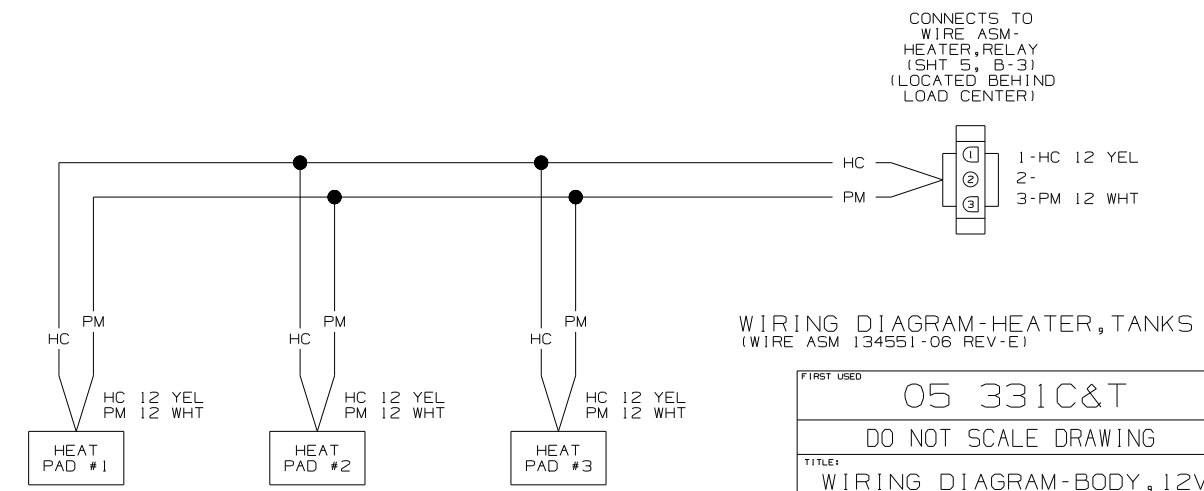 CONNECTS TO
WIRE ASM-
HEATER,RELAY
(SHT 5, B-3)
(LOCATED BEHIND
LOAD CENTER)
HC
1
1-HC 12 YEL
2
2-
PM
3
3-PM 12 WHT
PM
PM
PM
HC
HC
HC
WIRING DIAGRAM-HEATER,TANKS
(WIRE ASM 134551-06 REV-E)
HC 12 YEL
PM 12 WHT
HC 12 YEL
PM 12 WHT
HC 12 YEL
PM 12 WHT
HEAT
PAD #1
HEAT
PAD #2
HEAT
PAD #3
FIRST USED
05 331C&T
DO NOT SCALE DRAWING
TITLE:
WIRING DIAGRAM-BODY,12V